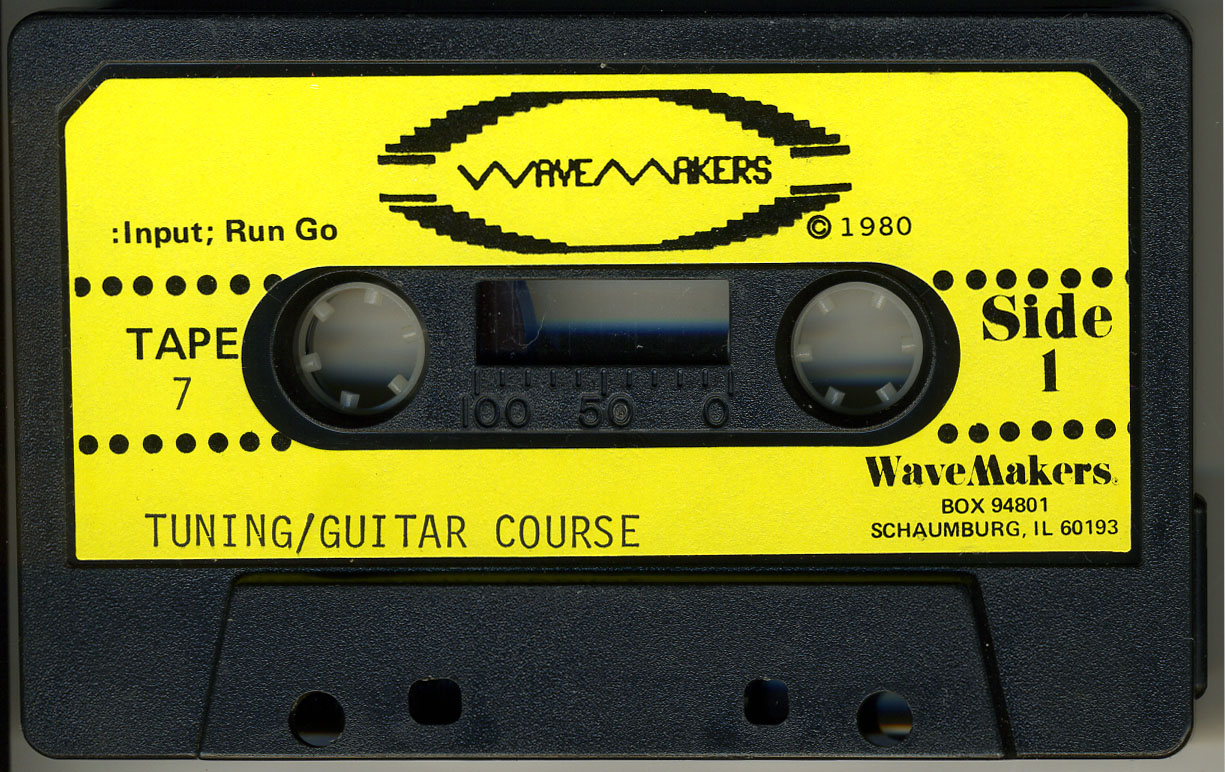 WAVEMAKERS
:Input; Run Go
© 1980
TAPE
7
Side
1
100 50 0
WaveMakers
BOX 94801
SCHAUMBURG, IL 60193
TUNING/GUITAR COURSE